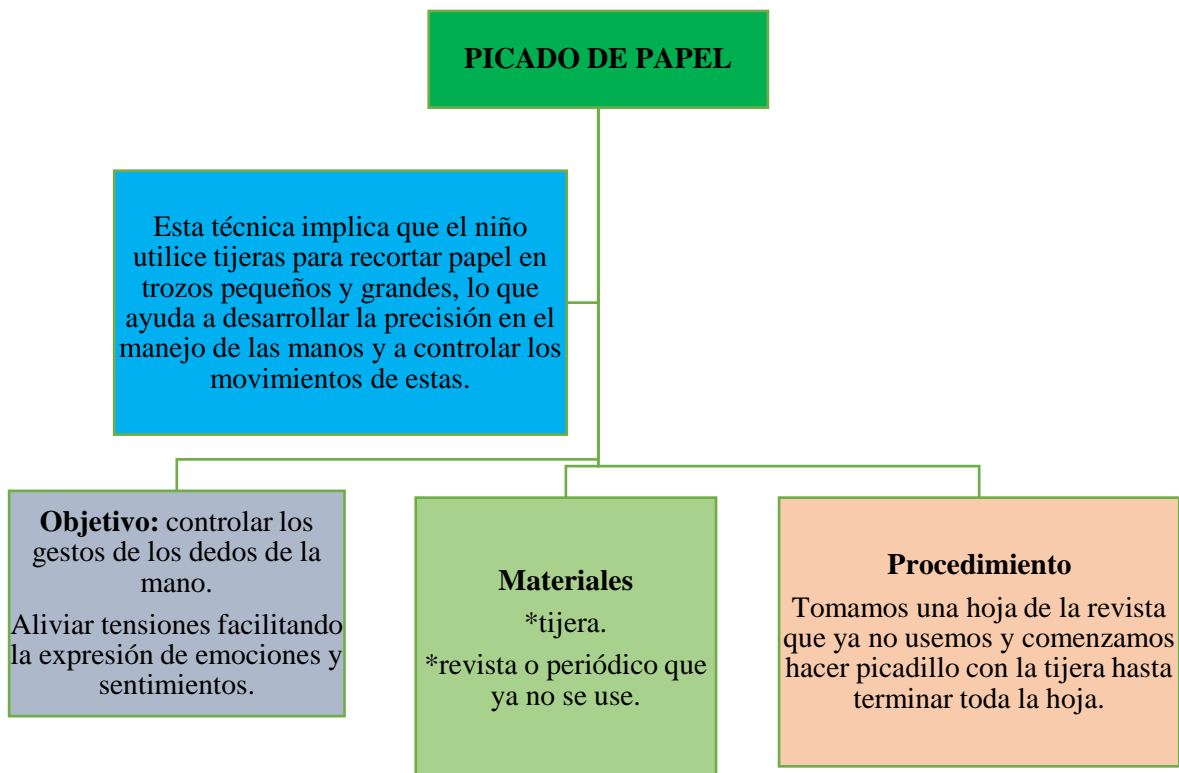 PICADO DE PAPEL
Esta técnica implica que el niño
utilice tijeras para recortar papel en
trozos pequeños y grandes, lo que
ayuda a desarrollar la precisión en el
manejo de las manos y a controlar los
movimientos de estas.
Objetivo: controlar los
gestos de los dedos de la
mano.
Aliviar tensiones facilitando
la expresión de emociones y
sentimientos.
Materiales
*tijera.
*revista o periódico que
ya no se use.
Procedimiento
Tomamos una hoja de la revista
que ya no usemos y comenzamos
hacer picadillo con la tijera hasta
terminar toda la hoja.